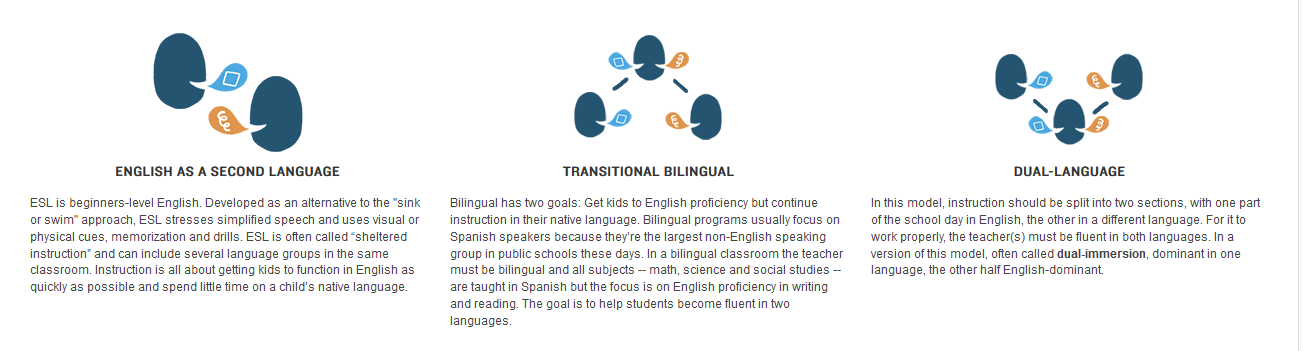 ENGLISH AS A SECOND LANGUAGE
ESL is beginners-level English. Developed as an alternative to the "sink
or swim" approach, ESL stresses simplified speech and uses visual or
physical cues, memorization and drills. ESL is often called “sheltered
instruction” and can include several language groups in the same
classroom. Instruction is all about getting kids to function in English as
quickly as possible and spend little time on a child’s native language.
TRANSITIONAL BILINGUAL
Bilingual has two goals: Get kids to English proficiency but continue
instruction in their native language. Bilingual programs usually focus on
Spanish speakers because they’re the largest non-English speaking
group in public schools these days. In a bilingual classroom the teacher
must be bilingual and all subjects -- math, science and social studies --
are taught in Spanish but the focus is on English proficiency in writing
and reading. The goal is to help students become fluent in two
languages.
DUAL-LANGUAGE
In this model, instruction should be split into two sections, with one part
of the school day in English, the other in a different language. For it to
work properly, the teacher(s) must be fluent in both languages. In a
version of this model, often called dual-immersion, dominant in one
language, the other half English-dominant.